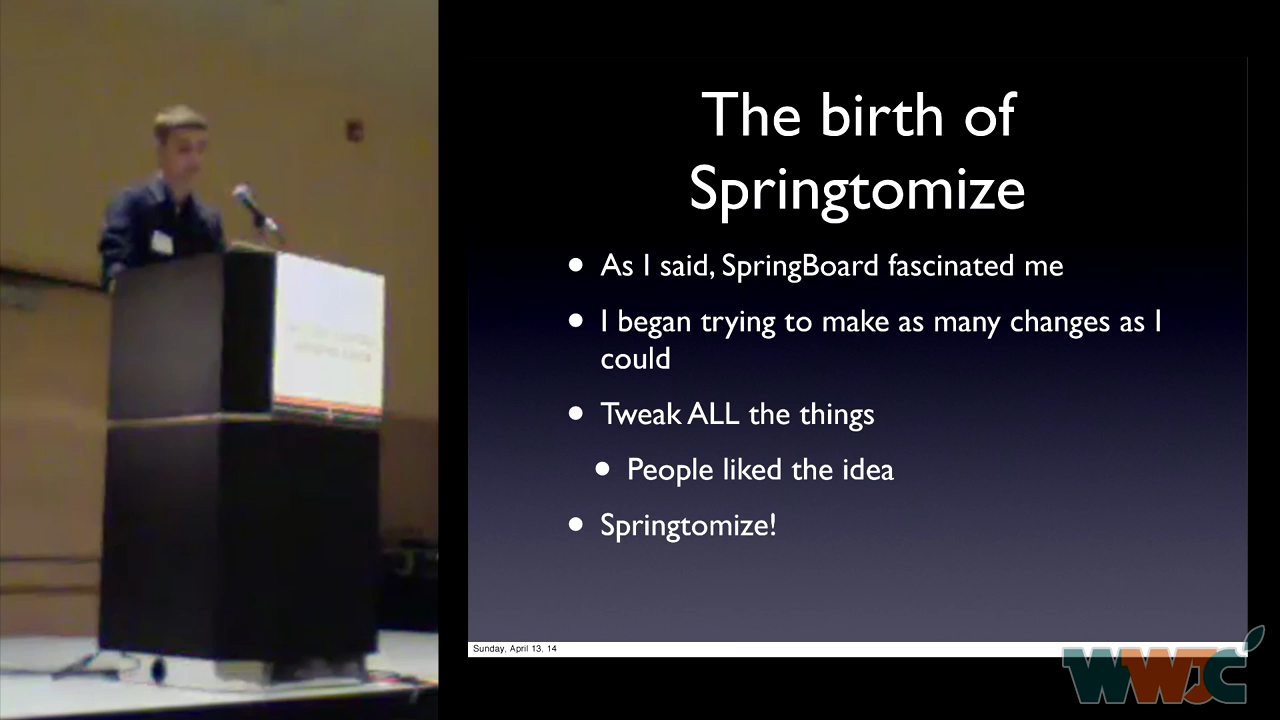 The birth of
Springtomize
• As I said, SpringBoard fascinated me
• I began trying to make as many changes as I
could
• Tweak ALL the things
• People liked the idea
• Springtomize!
Sunday, April 13, 14
WWJC